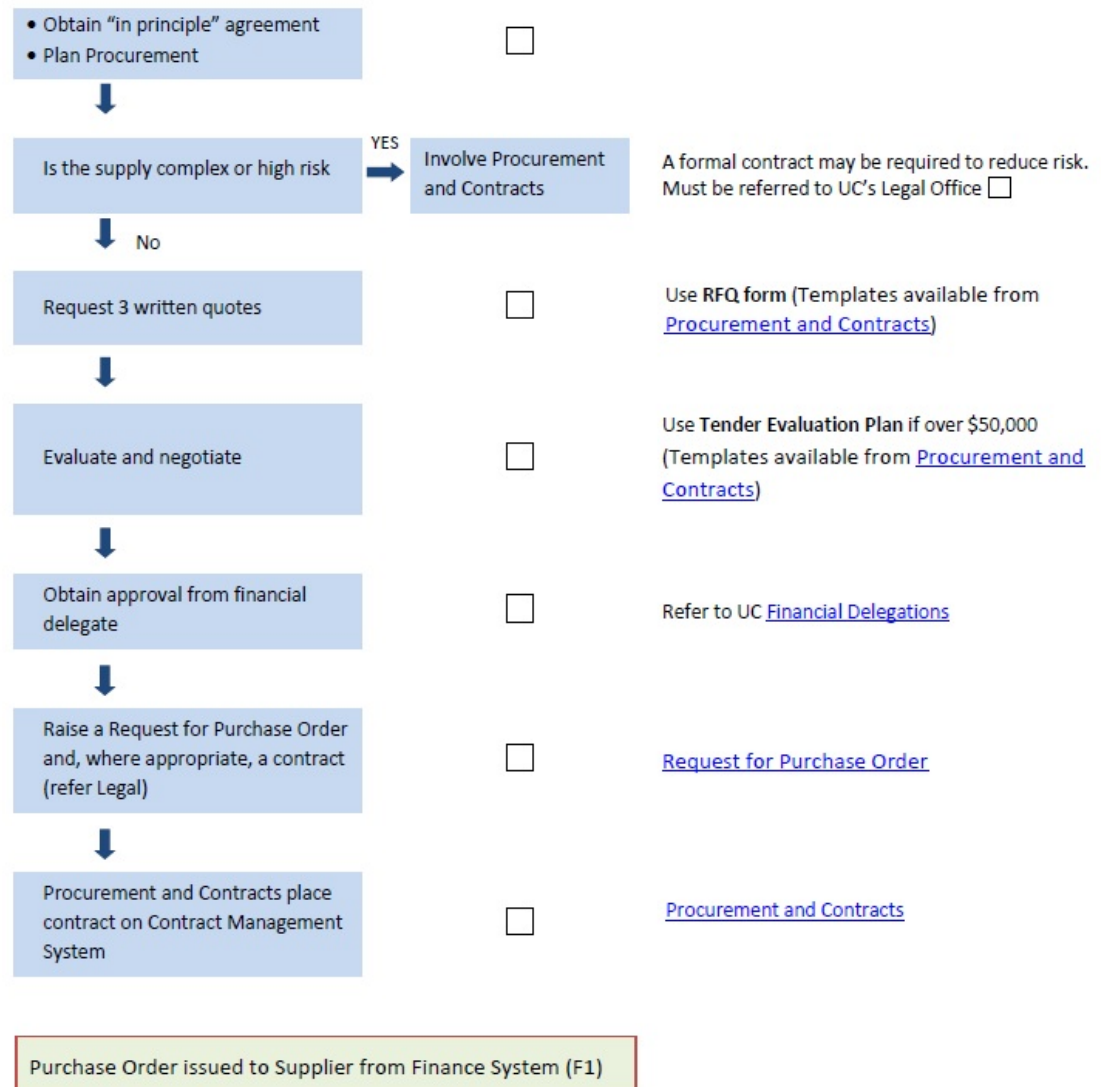 • Obtain “in principle” agreement
• Plan Procurement
Is the supply complex or high risk
YES
Involve Procurement
and Contracts
A formal contract may be required to reduce risk.
Must be referred to UC’s Legal Office
No
Request 3 written quotes
Use RFQ form (Templates available from
Procurement and Contracts)
Evaluate and negotiate
Use Tender Evaluation Plan if over $50,000
(Templates available from Procurement and
Contracts)
Obtain approval from financial
delegate
Refer to UC Financial Delegations
Raise a Request for Purchase Order
and, where appropriate, a contract
(refer Legal)
Request for Purchase Order
Procurement and Contracts place
contract on Contract Management
System
Procurement and Contracts
Purchase Order issued to Supplier from Finance System (F1)